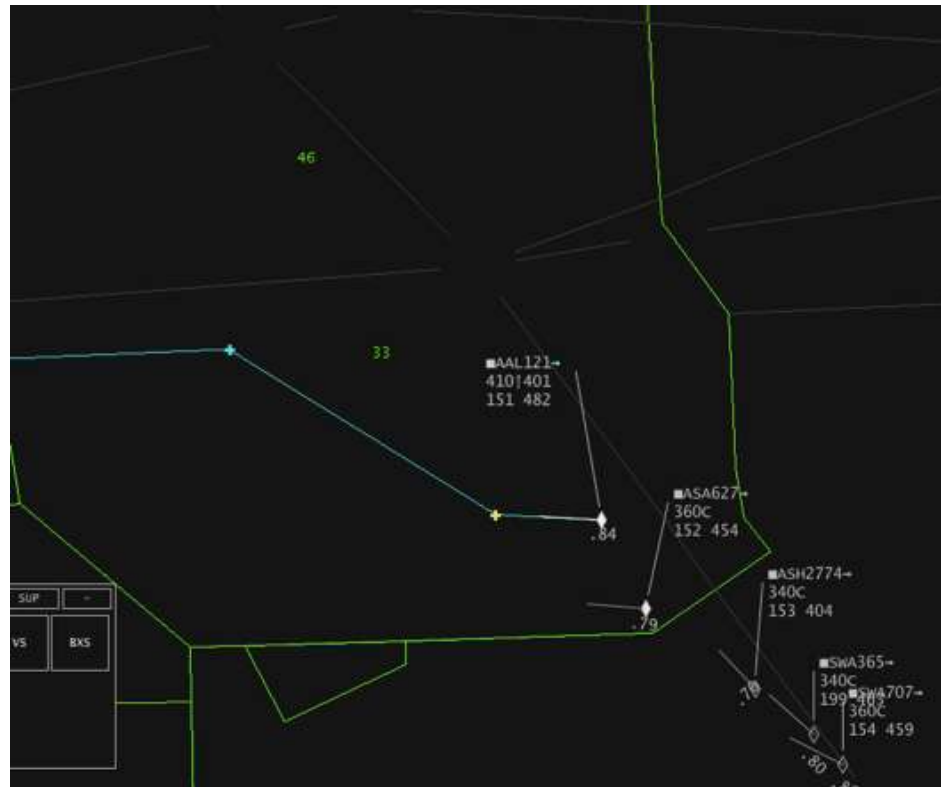 46
33
■AAL121→
410|401
151 482
.84
■ASA627→
360C
152 454
.79
■ASH2774→
340C
153 404
.78
■SWA365→
340C
■SWA707→
360C
154 459
.80
SUP
-
VS
BXS